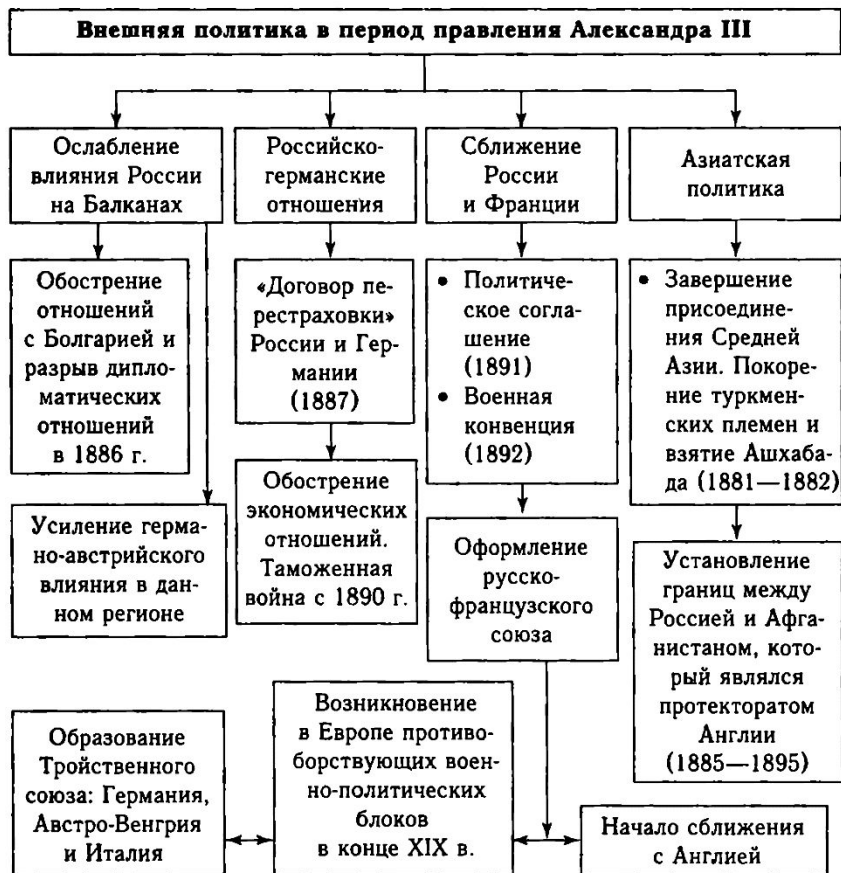 Внешняя политика в период правления Александра III
Ослабление
влияния России
на Балканах
Российско-
германские
отношения
Сближение
России
и Франции
Азиатская
политика
Обострение
отношений
с Болгарией и
разрыв дипло-
матических
отношений
в 1886 г.
«Договор пе-
рестраховки»
России и Гер-
мании
(1887)
• Политиче-
ское согла-
шение
(1891)
• Военная
конвенция
(1892)
• Завершение
присоедине-
ния Средней
Азии. Покоре-
ние туркмен-
ских племен и
взятие Ашхаба-
да (1881—1882)
Усиление герма-
но-австрийского
влияния в дан-
ном регионе
Обострение
экономических
отношений.
Таможенная
война с 1890 г.
Оформление
русско-
французского
союза
Установление
границ между
Россией и Афга-
нистаном, кото-
рый являлся
протекторатом
Англии
(1885—1895)
Образование
Тройственного
союза: Германия,
Австро-Венгрия
и Италия
Возникновение
в Европе противо-
борствующих воен-
но-политических
блоков
в конце XIX в.
Начало сближения
с Англией